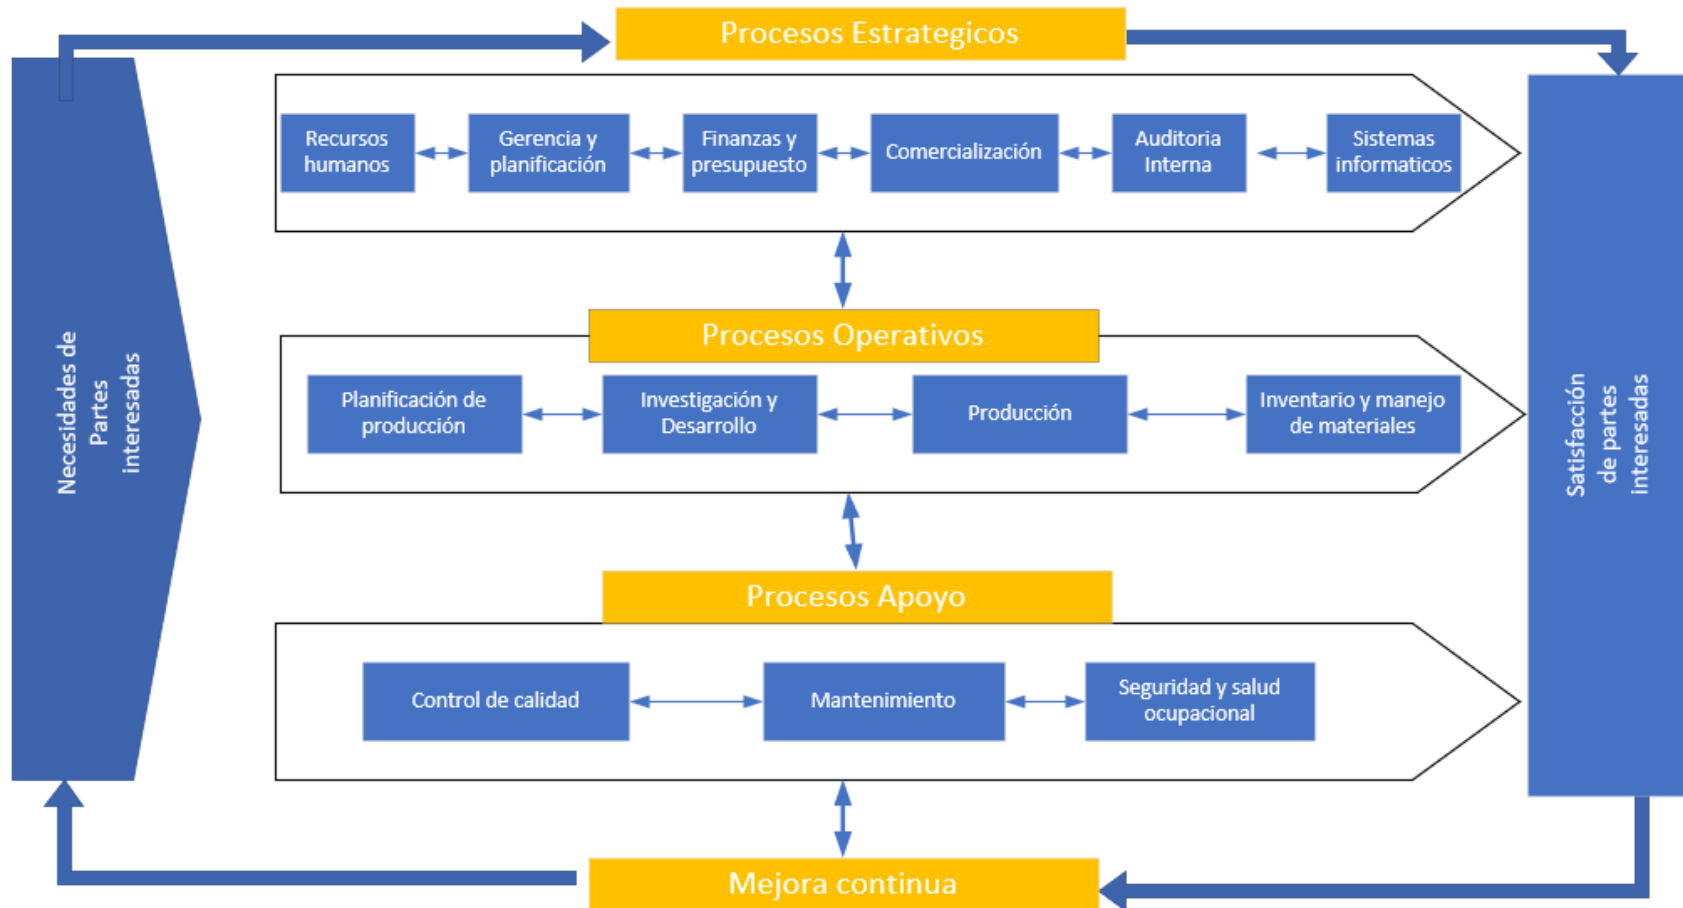 Procesos Estrategicos
Recursos
humanos
Gerencia y
planificación
Finanzas y
presupuesto
Comercialización
Auditoria
Interna
Sistemas
informaticos
Necesidades de
Partes
interesadas
Procesos Operativos
Planificación de
producción
Investigación y
Desarrollo
Producción
Inventario y manejo
de materiales
Satisfacción
de partes
interesadas
Procesos Apoyo
Control de calidad
Mantenimiento
Seguridad y salud
ocupacional
Mejora continua